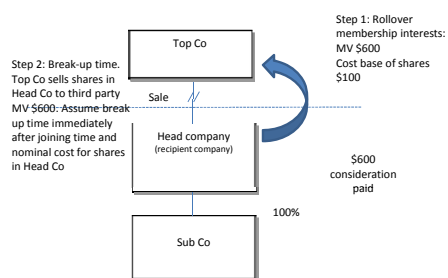 Step 1: Rollover
membership interests:
MV $600
Cost base of shares
$100
Top Co
Step 2: Break-up time.
Top Co sells shares in
Head Co to third party
MV $600. Assume break
up time immediately
after joining time and
nominal cost for shares
in Head Co
Sale
Head company
(recipient company)
$600
consideration
paid
100%
Sub Co